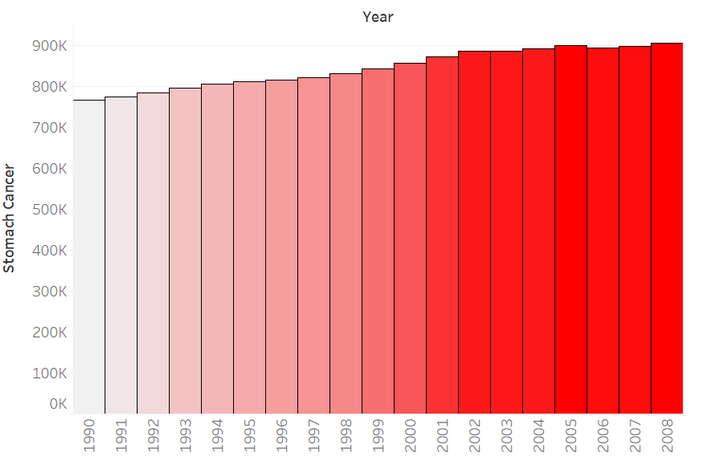 Year
Stomach Cancer
900K
800K
700K
600K
500K
400K
300K
200K
100K
0K
1990
1991
1992
1993
1994
1995
1996
1997
1998
1999
2000
2001
2002
2003
2004
2005
2006
2007
2008